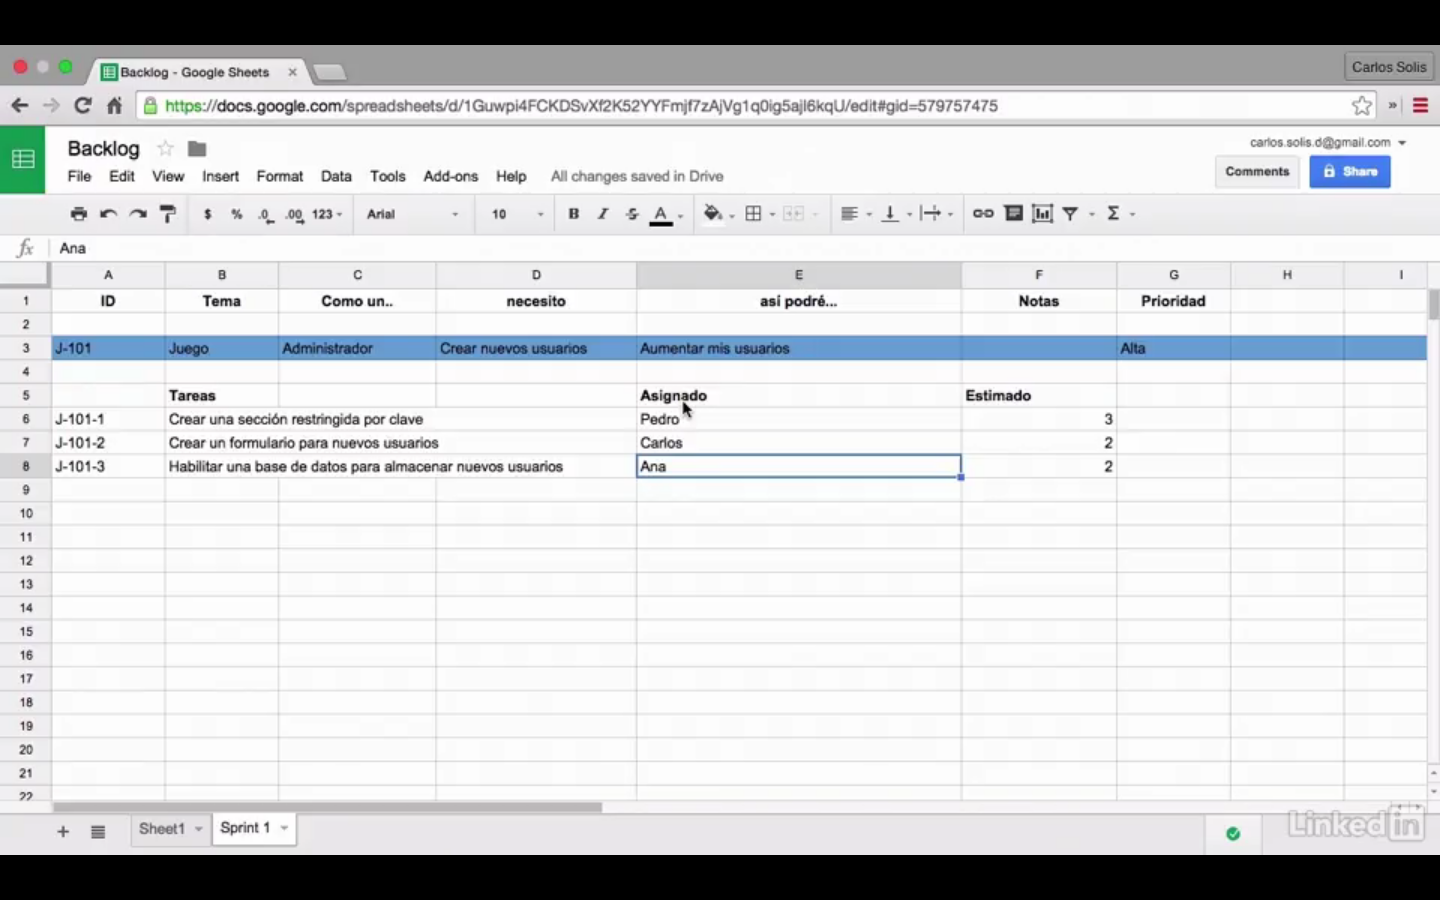 Backlog - Google Sheets
Carlos Solis
https://docs.google.com/spreadsheets/d/1Guwpi4FCKDSvXf2K52YYFmjf7zAjVg1q0ig5ajl6kqU/edit#gid=579757475
Backlog
carlos.solis.d@gmail.com
File Edit View Insert Format Data Tools Add-ons Help All changes saved in Drive
Comments Share
$ % .0 .00 123 Arial 10 B I S A Σ
fx Ana
A B C D E F G H I
1 ID Tema Como un.. necesito asi podré... Notas Prioridad
2
3 J-101 Juego Administrador Crear nuevos usuarios Aumentar mis usuarios Alta
4
5 Tareas Asignado Estimado
6 J-101-1 Crear una sección restringida por clave Pedro 3
7 J-101-2 Crear un formulario para nuevos usuarios Carlos 2
8 J-101-3 Habilitar una base de datos para almacenar nuevos usuarios Ana 2
9
10
11
12
13
14
15
16
17
18
19
20
21
22
Sheet1 Sprint 1
LinkedIn